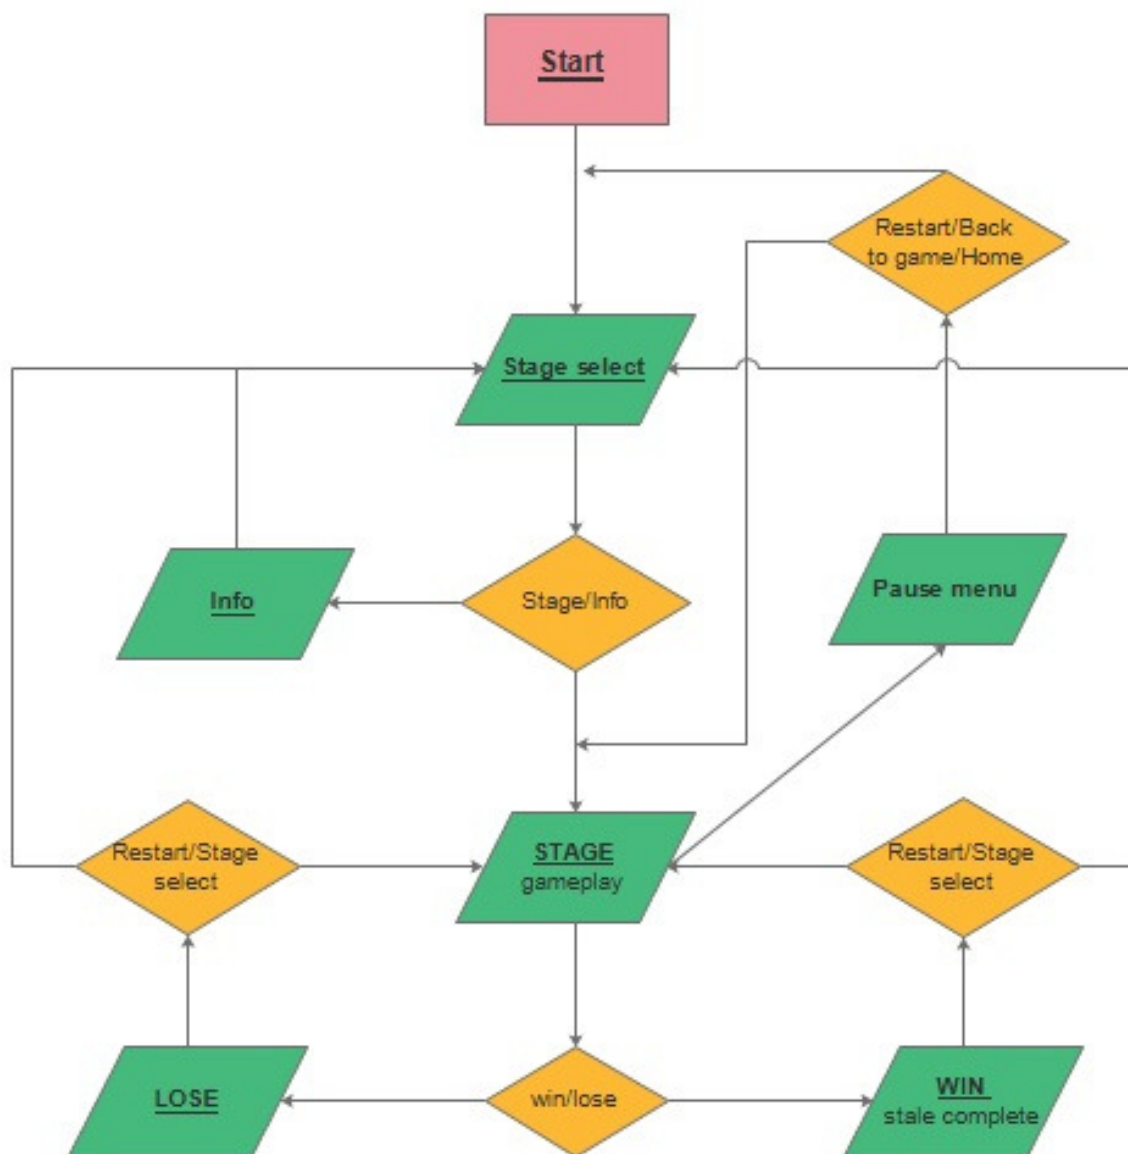 Start
Restart/Back
to game/Home
Stage select
Info
Stage/Info
Pause menu
Restart/Stage
select
STAGE
gameplay
Restart/Stage
select
LOSE
win/lose
WIN
stale complete